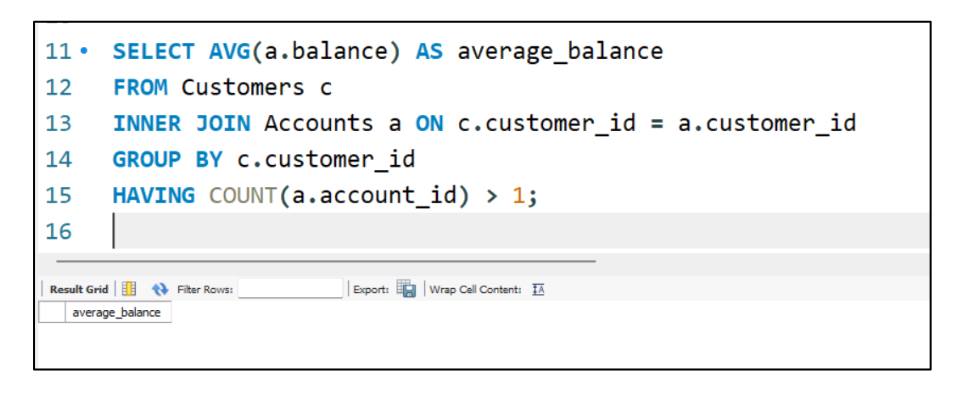 11 SELECT AVG(a.balance) AS average_balance
12 FROM Customers c
13 INNER JOIN Accounts a ON c.customer_id = a.customer_id
14 GROUP BY c.customer_id
15 HAVING COUNT(a.account_id) > 1;
16
Result Grid Filter Rows: Export: Wrap Cell Content: IA
average_balance